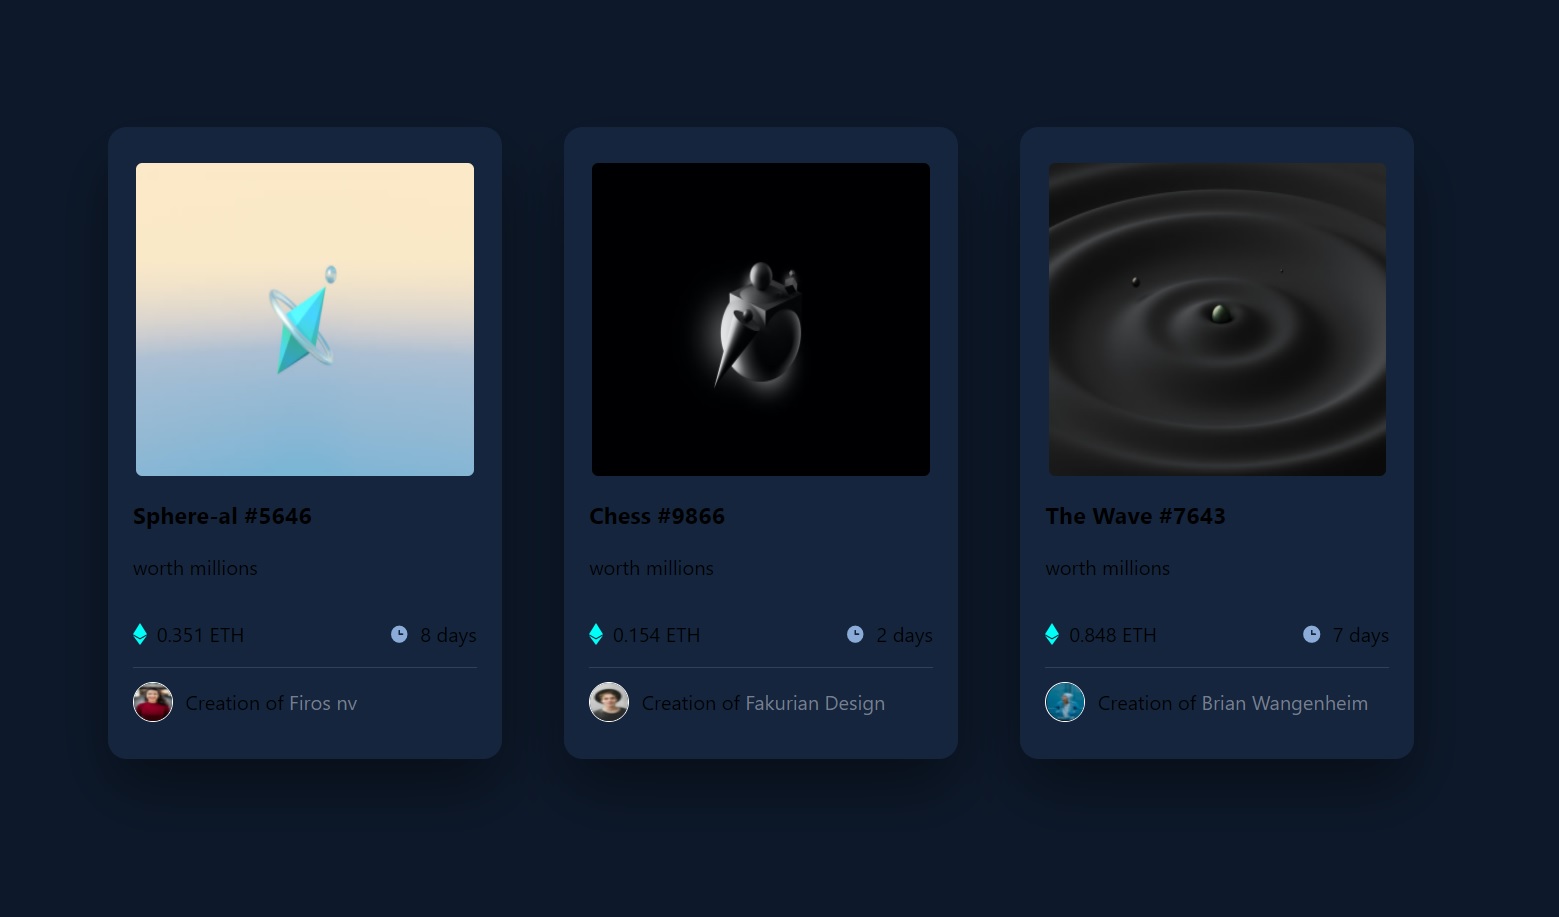 Sphere-al #5646
worth millions
0.351 ETH
8 days
Creation of Firos nv
Chess #9866
worth millions
0.154 ETH
2 days
Creation of Fakurian Design
The Wave #7643
worth millions
0.848 ETH
7 days
Creation of Brian Wangenheim